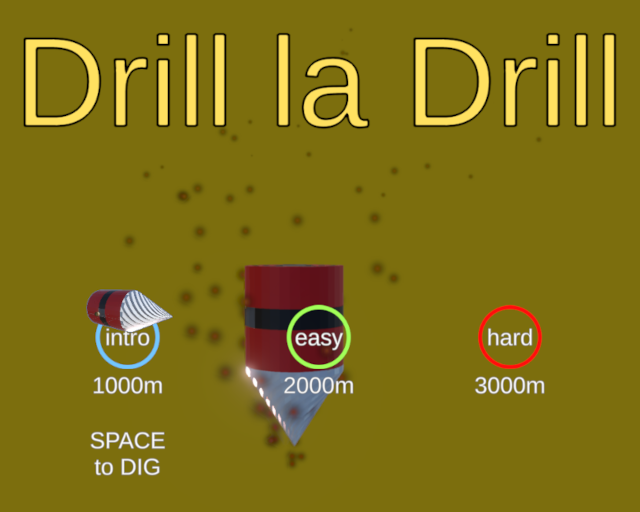 Drill la Drill
intro easy hard
1000m 2000m 3000m
SPACE
to DIG